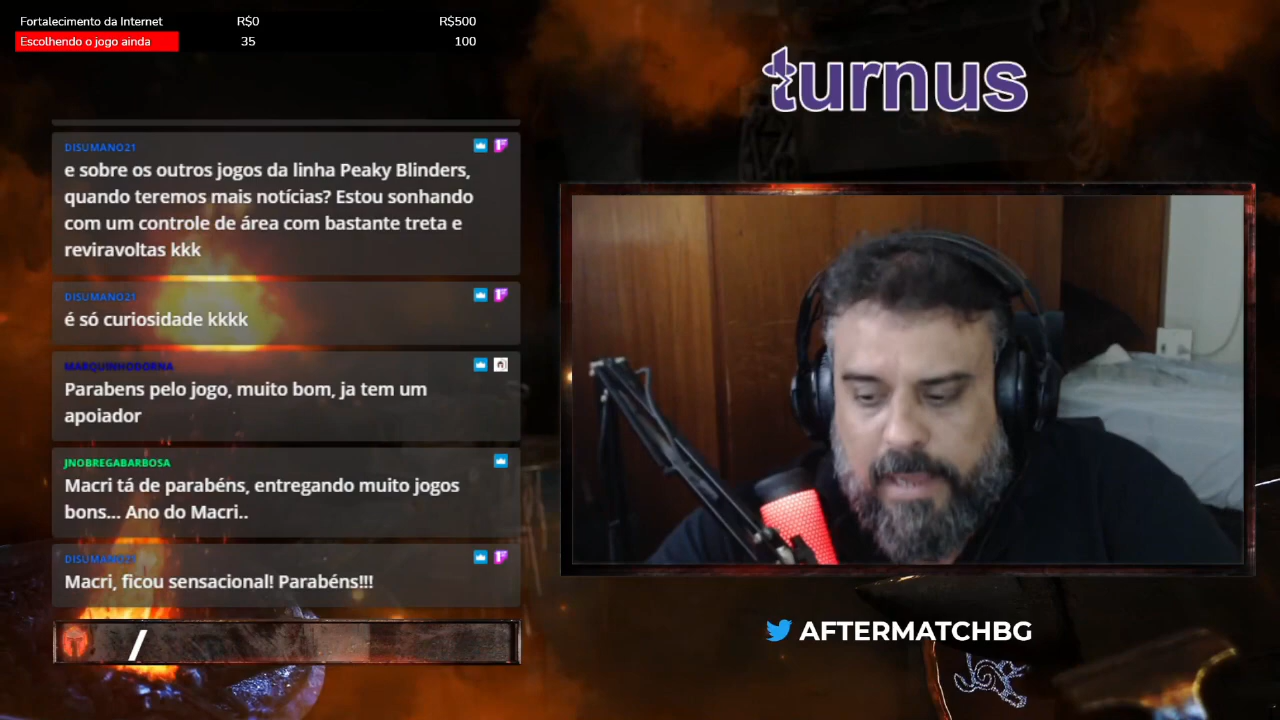 Fortalecimento da Internet R$0 R$500
Escolhendo o jogo ainda 35 100
turnus
DISUMANO21
e sobre os outros jogos da linha Peaky Blinders,
quando teremos mais notícias? Estou sonhando
com um controle de área com bastante treta e
reviravoltas kkk
DISUMANO21
é só curiosidade kkkk
MARQUINHODORNA
Parabens pelo jogo, muito bom, ja tem um
apoiador
JNOBREGABARBOSA
Macri tá de parabéns, entregando muito jogos
bons... Ano do Macri..
DISUMANO21
Macri, ficou sensacional! Parabéns!!!
/
AFTERMATCHBG